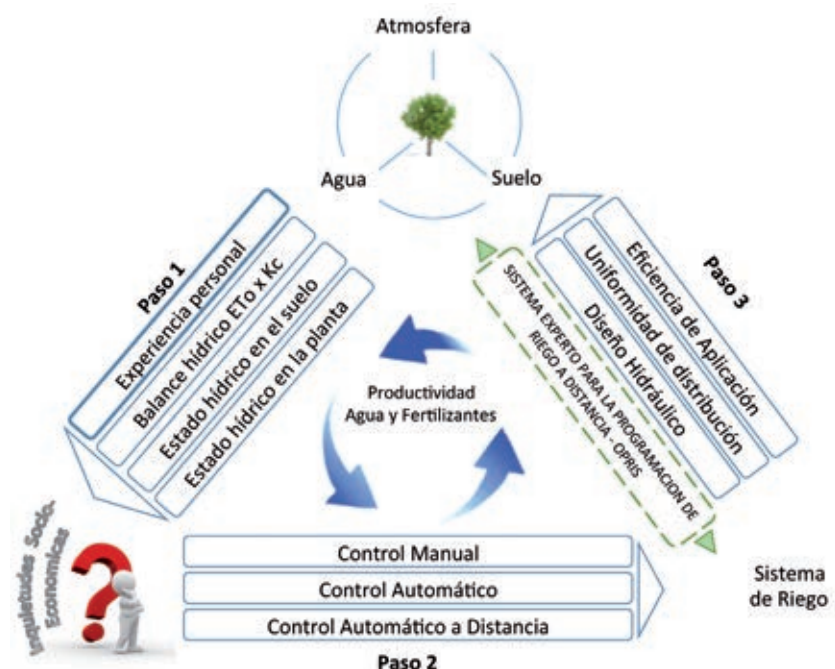 Atmosfera
Agua
Suelo
Paso 1
Experiencia personal
Balance hídrico ETo x Kc
Estado hídrico en el suelo
Estado hídrico en la planta
Productividad
Agua y Fertilizantes
SISTEMA EXPERTO PARA LA PROGRAMACION DE
RIEGO A DISTANCIA - OPRIS
Diseño Hidráulico
Uniformidad de distribución
Eficiencia de Aplicación
Paso 3
Inquietudes Socio-
Economicas
Control Manual
Control Automático
Control Automático a Distancia
Paso 2
Sistema
de Riego